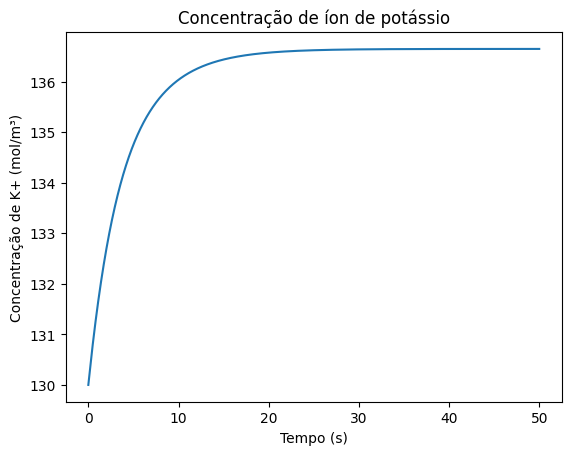 Concentração de íon de potássio
Concentração de K+ (mol/m³)
136
135
134
133
132
131
130
0 10 20 30 40 50
Tempo (s)